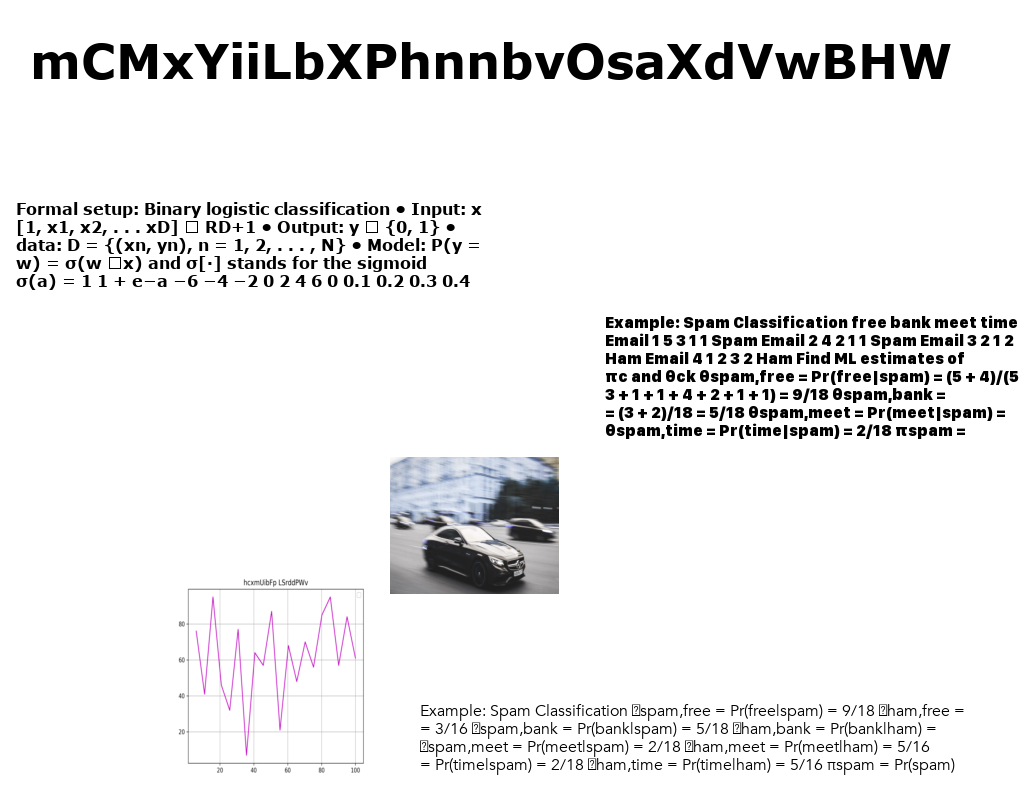 mCMxYiiLbXPhnnbvOsaXdVwBHW
Formal setup: Binary logistic classification • Input: x
[1, x1, x2, . . . xD] □ RD+1 • Output: y □ {0, 1} •
data: D = {(xn, yn), n = 1, 2, . . . , N} • Model: P(y =
w) = σ(w □x) and σ[·] stands for the sigmoid
σ(a) = 1 1 + e−a −6 −4 −2 0 2 4 6 0 0.1 0.2 0.3 0.4
Example: Spam Classification free bank meet time
Email 1 5 3 1 1 Spam Email 2 4 2 1 1 Spam Email 3 2 1 2
Ham Email 4 1 2 3 2 Ham Find ML estimates of
πc and θck θspam,free = Pr(free|spam) = (5 + 4)/(5
3 + 1 + 1 + 4 + 2 + 1 + 1) = 9/18 θspam,bank =
= (3 + 2)/18 = 5/18 θspam,meet = Pr(meet|spam) =
θspam,time = Pr(time|spam) = 2/18 πspam =
hcxmUibFp LSrddPWv
80
60
40
20
20 40 60 80 100
Example: Spam Classification □spam,free = Pr(free|spam) = 9/18 □ham,free =
= 3/16 □spam,bank = Pr(bank|spam) = 5/18 □ham,bank = Pr(bank|ham) =
□spam,meet = Pr(meet|spam) = 2/18 □ham,meet = Pr(meet|ham) = 5/16
= Pr(time|spam) = 2/18 □ham,time = Pr(time|ham) = 5/16 πspam = Pr(spam)